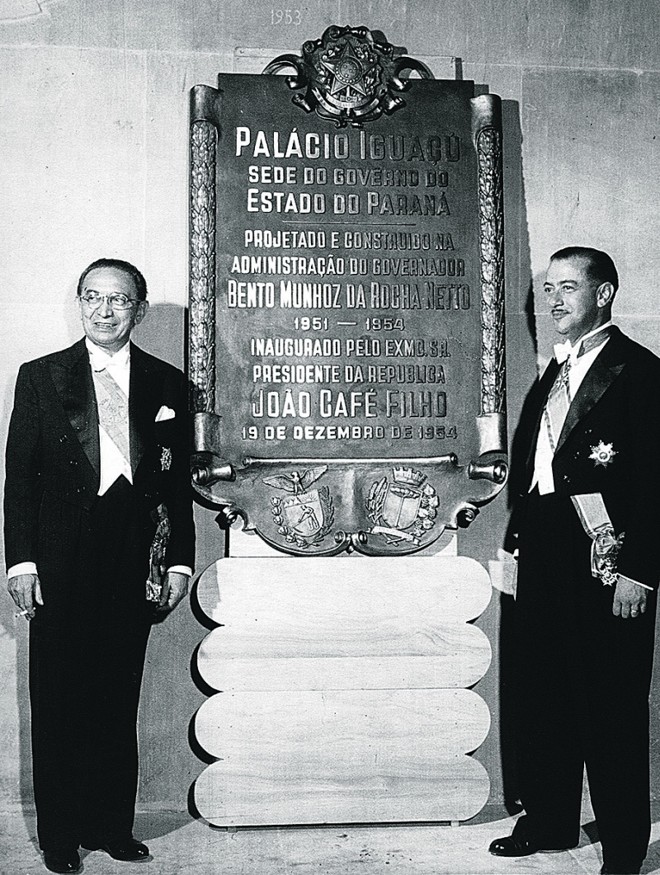 1953
PALÁCIO IGUAÇÚ
SEDE DO GOVERNO DO
ESTADO DO PARANÁ
PROJETADO E CONSTRUIDO NA
ADMINISTRAÇÃO DO GOVERNADOR
BENTO MUNHOZ DA ROCHA NETTO
1951 — 1954
INAUGURADO PELO EXMO. SR.
PRESIDENTE DA REPUBLICA
JOÃO CAFÉ FILHO
19 DE DEZEMBRO DE 1954